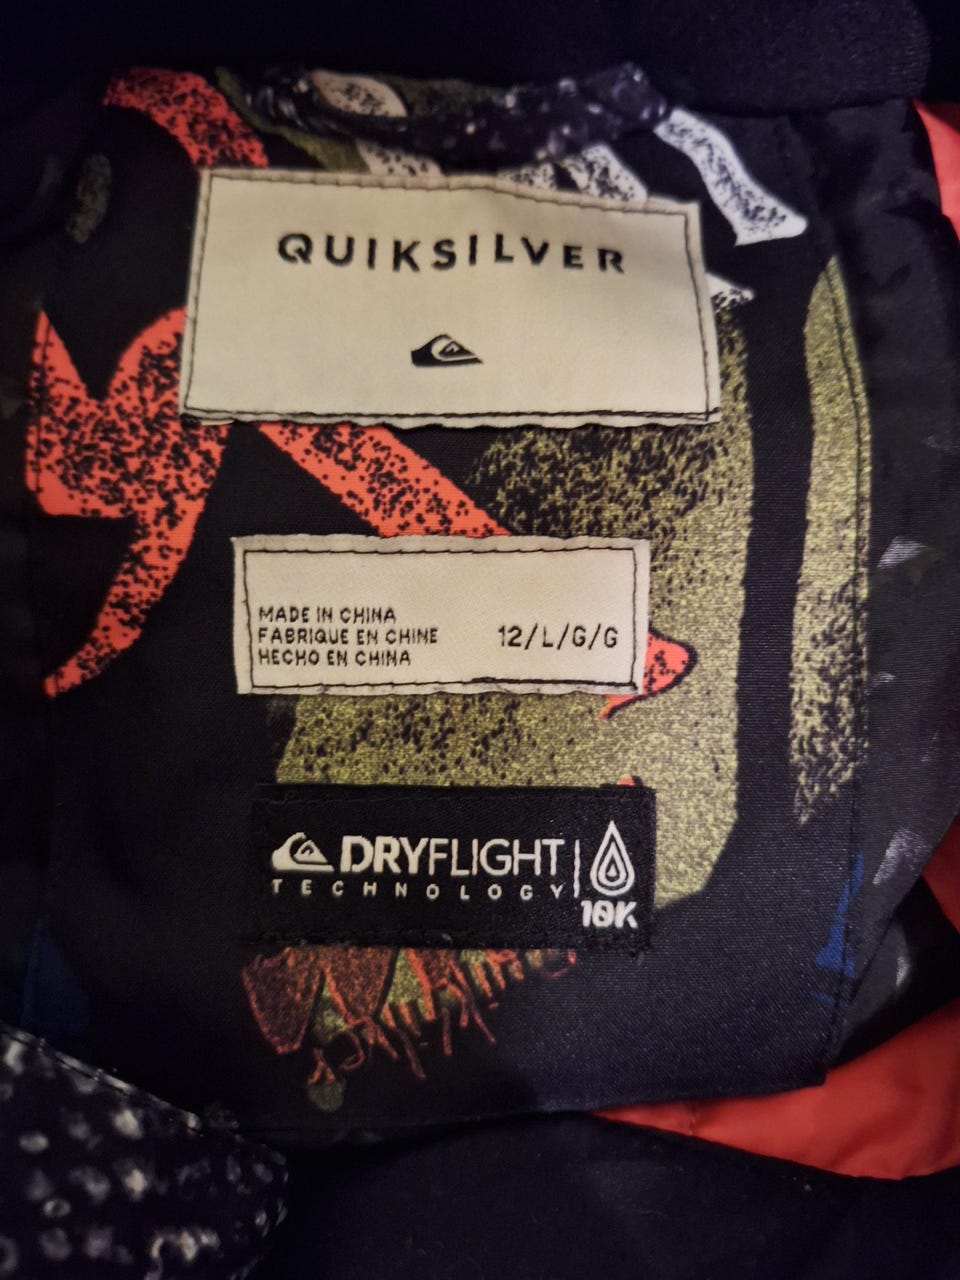 QUIKSILVER
MADE IN CHINA
FABRIQUE EN CHINE
HECHO EN CHINA
12/L/G/G
DRYFLIGHT
TECHNOLOGY
10K